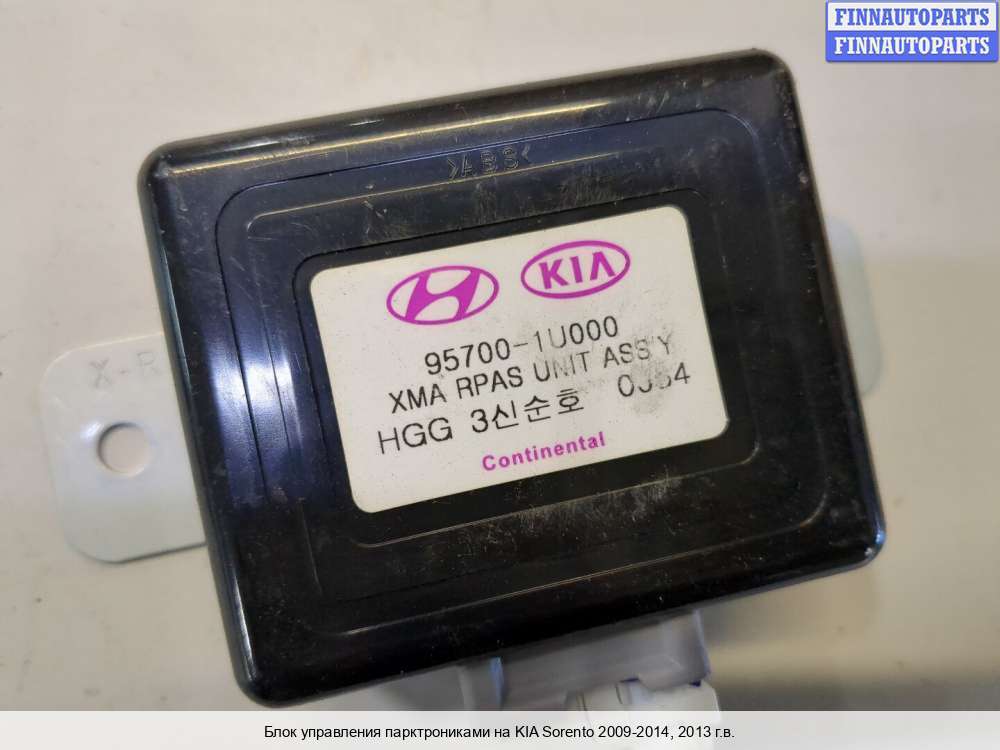 FINNAUTOPARTS
FINNAUTOPARTS
>ABS<
KIA
95700-1U000
XMA RPAS UNIT ASS'Y
HGG 3신순호
Continental
X-R
Блок управления парктрониками на KIA Sorento 2009-2014, 2013 г.в.